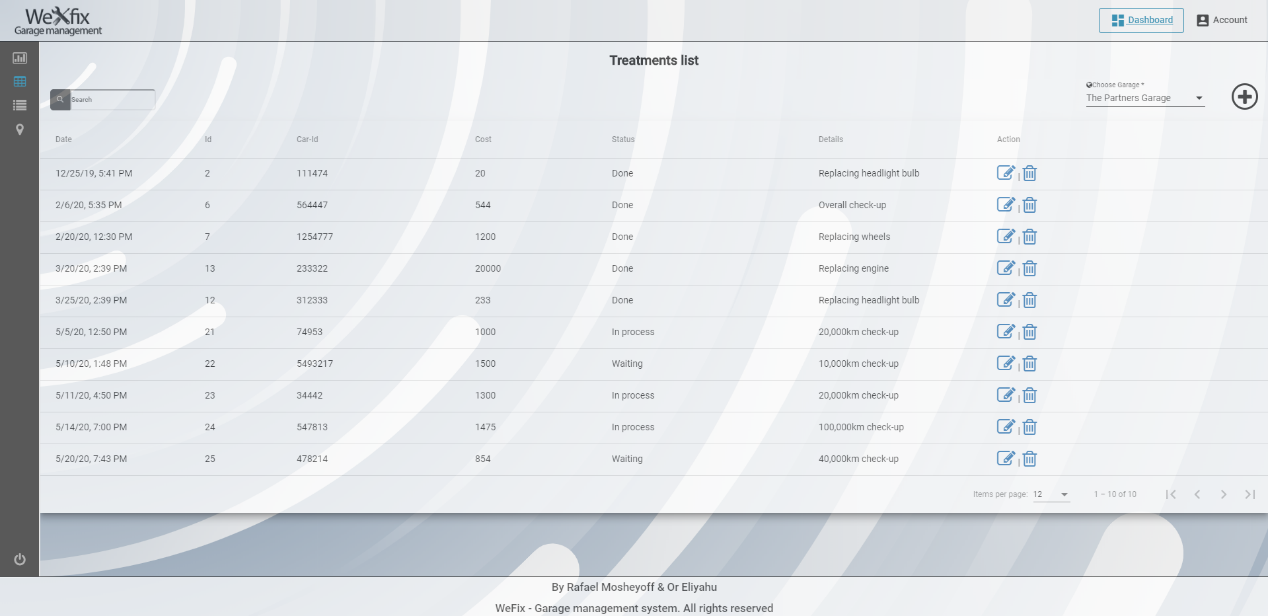 WeXfix
Garage management
Dashboard
Account
Treatments list
Search
Choose Garage *
The Partners Garage
Date Id Car-id Cost Status Details Action
12/25/19, 5:41 PM 2 111474 20 Done Replacing headlight bulb |
2/6/20, 5:35 PM 6 564447 544 Done Overall check-up |
2/20/20, 12:30 PM 7 1254777 1200 Done Replacing wheels |
3/20/20, 2:39 PM 13 233322 20000 Done Replacing engine |
3/25/20, 2:39 PM 12 312333 233 Done Replacing headlight bulb |
5/5/20, 12:50 PM 21 74953 1000 In process 20,000km check-up |
5/10/20, 1:48 PM 22 5493217 1500 Waiting 10,000km check-up |
5/11/20, 4:50 PM 23 34442 1300 In process 20,000km check-up |
5/14/20, 7:00 PM 24 547813 1475 In process 100,000km check-up |
5/20/20, 7:43 PM 25 478214 854 Waiting 40,000km check-up |
Items per page: 12 1 – 10 of 10
By Rafael Mosheyoff & Or Eliyahu
WeFix - Garage management system. All rights reserved